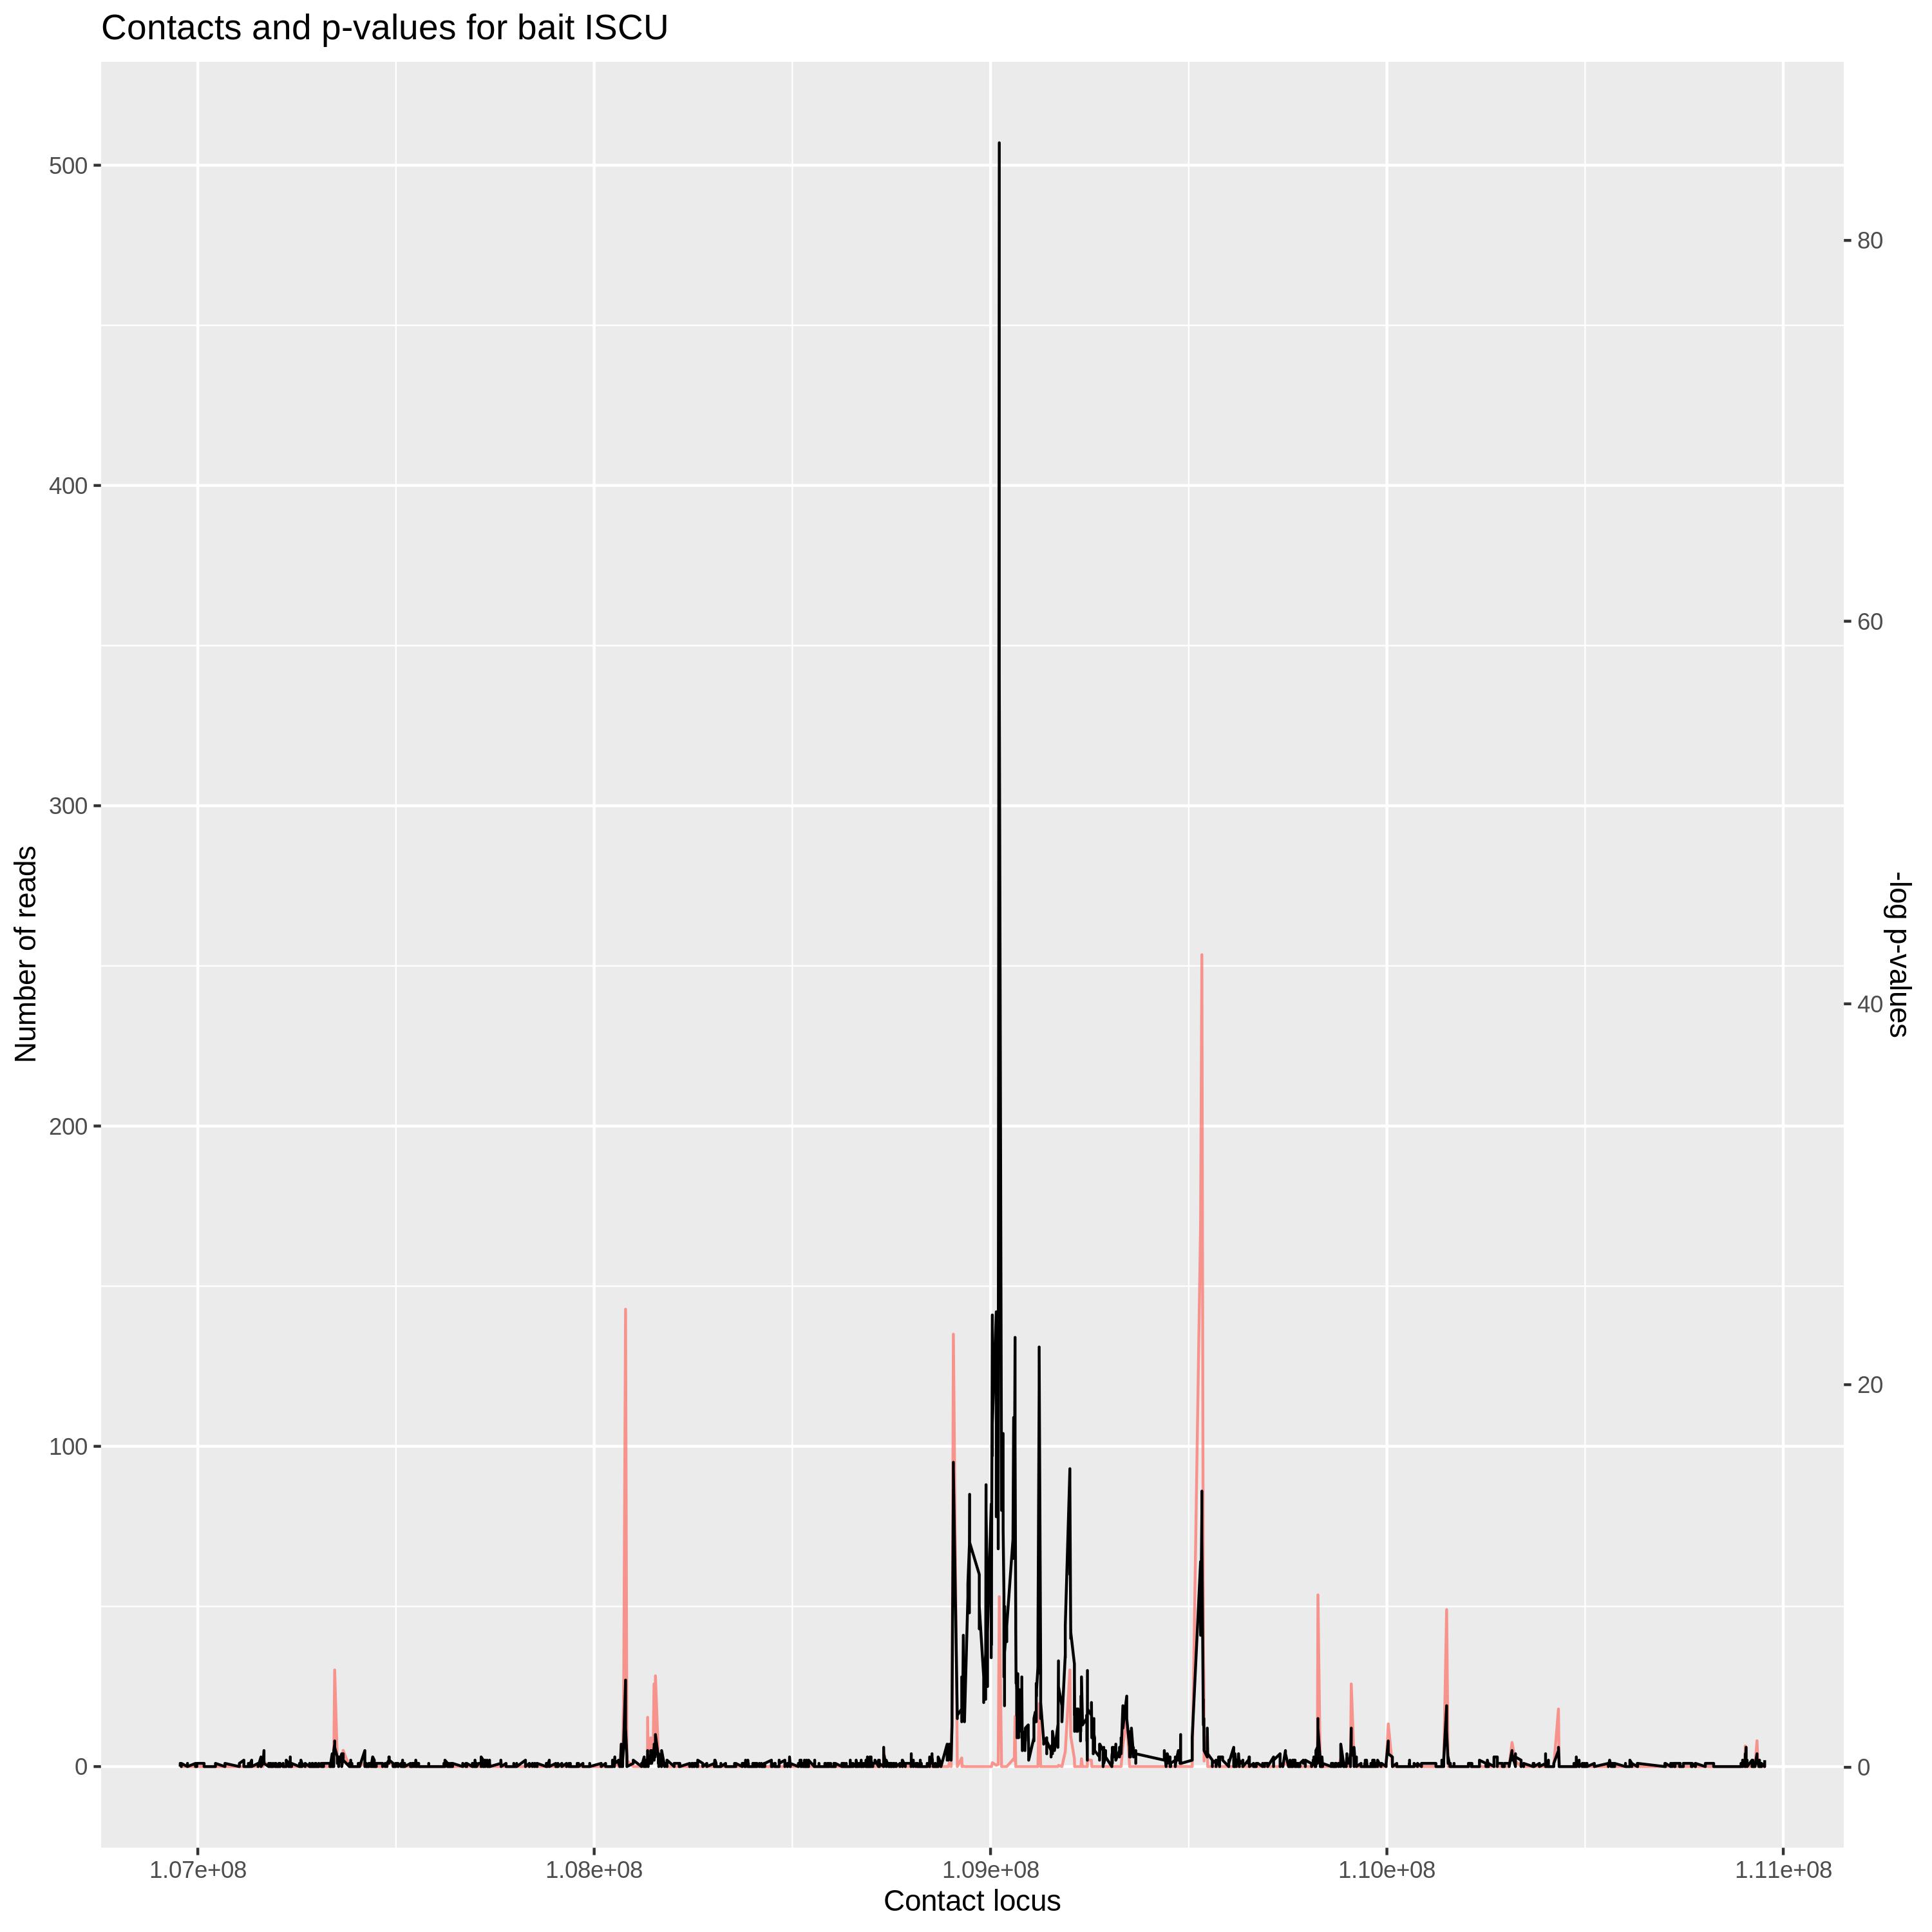 Contacts and p-values for bait ISCU
500
400
300
200
100
0
Number of reads
80
60
40
20
0
-log p-values
1.07e+08
1.08e+08
1.09e+08
1.10e+08
1.11e+08
Contact locus